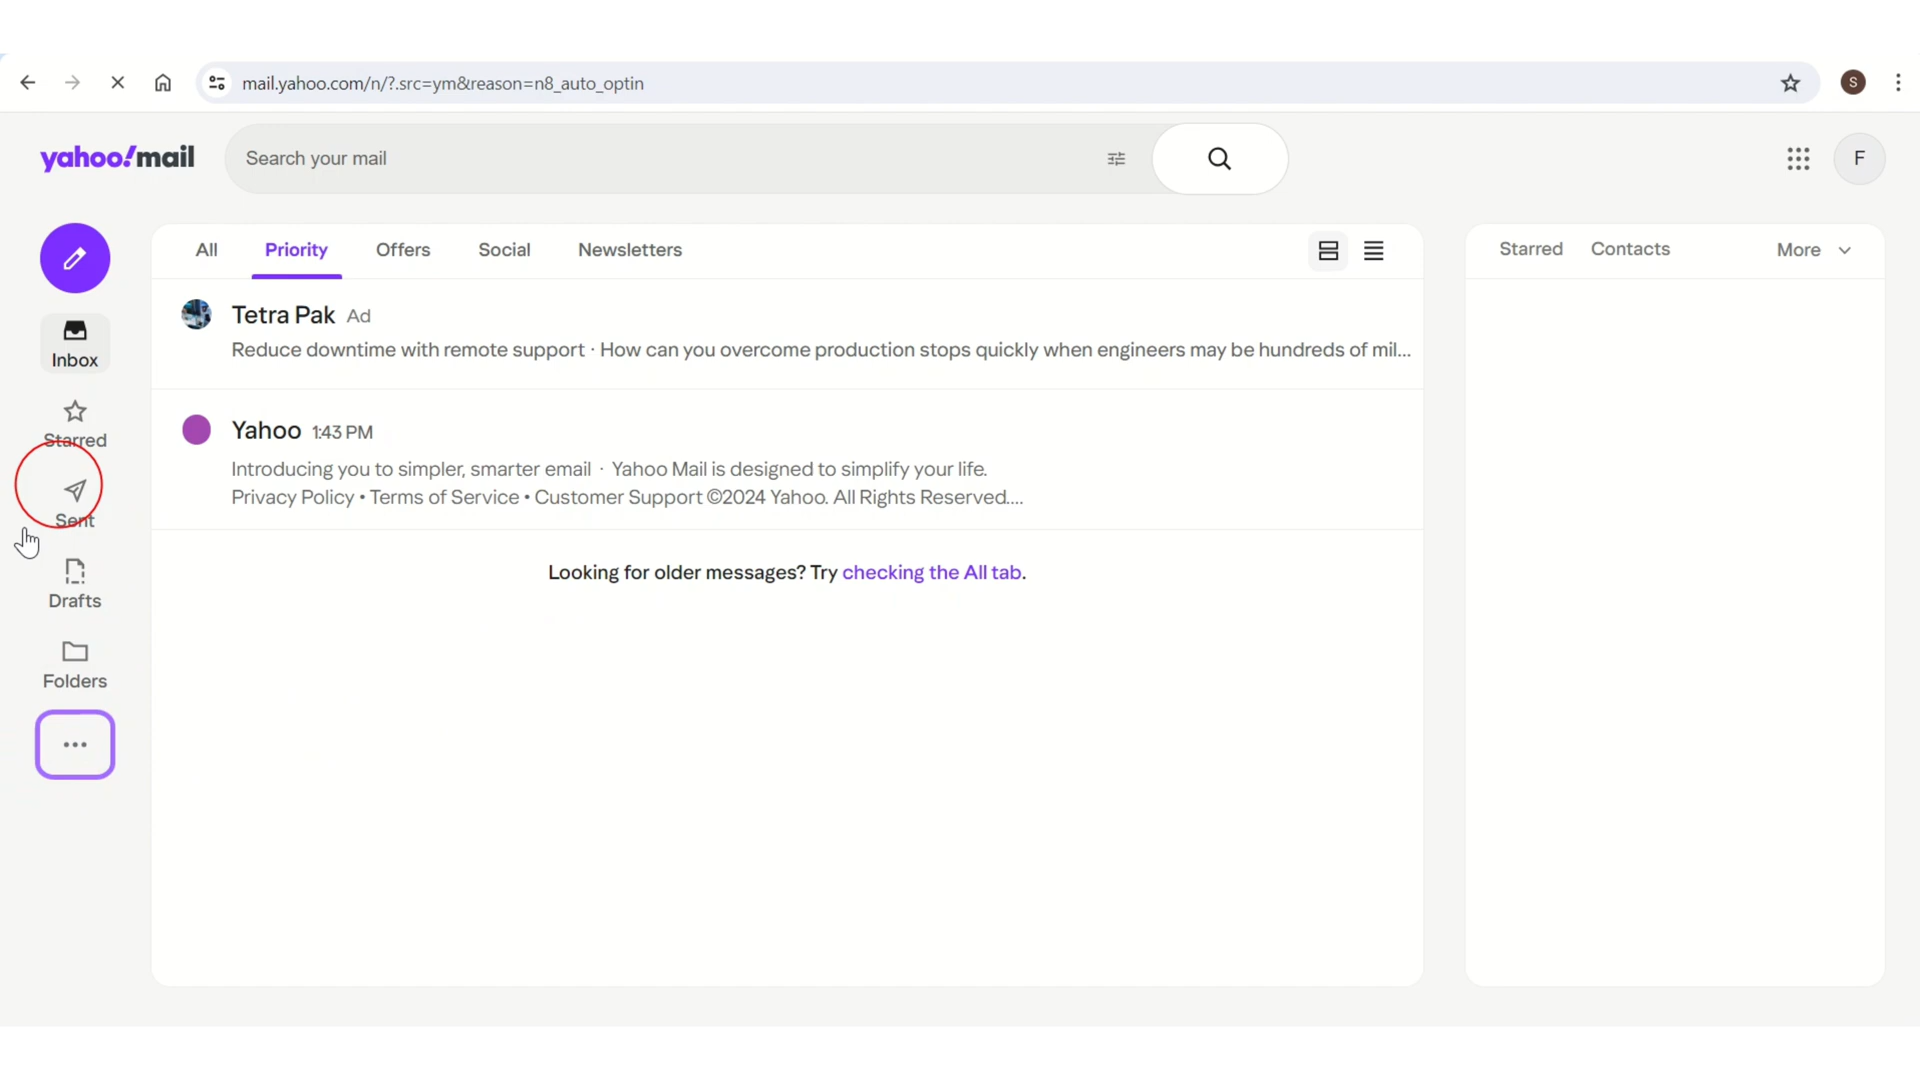 mail.yahoo.com/n/?.src=ym&reason=n8_auto_optin
S
yahoo!mail
Search your mail
F
All
Priority
Offers
Social
Newsletters
Starred
Contacts
More
Tetra Pak Ad
Reduce downtime with remote support · How can you overcome production stops quickly when engineers may be hundreds of mil...
Inbox
Yahoo 1:43 PM
Introducing you to simpler, smarter email · Yahoo Mail is designed to simplify your life.
Privacy Policy • Terms of Service • Customer Support ©2024 Yahoo. All Rights Reserved....
Starred
Sent
Looking for older messages? Try checking the All tab.
Drafts
Folders